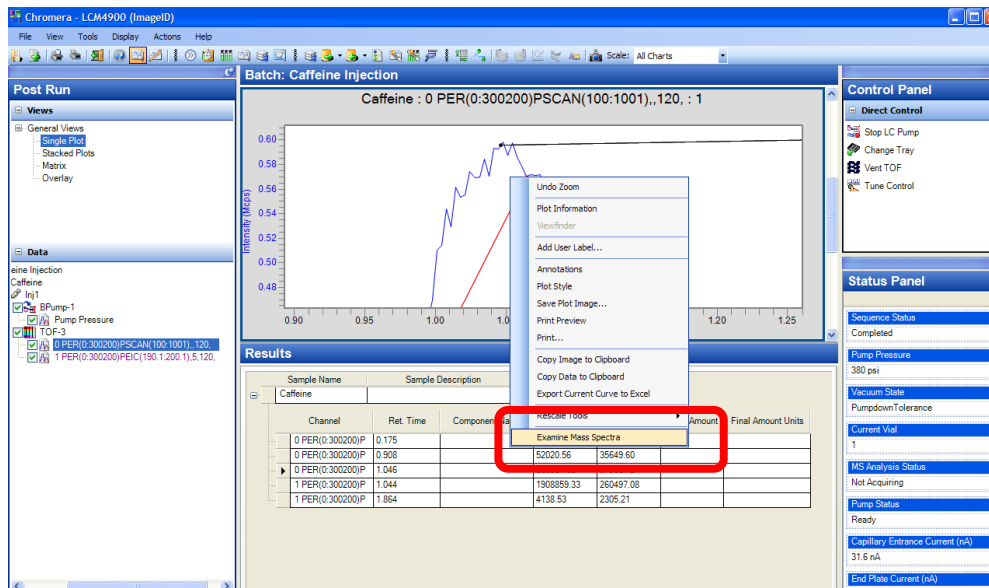 Chromera - LCM4900 (ImageID)
File View Tools Display Actions Help
Scale: All Charts
Post Run
Views
General Views
Single Plot
Stacked Plots
Matrix
Overlay
Data
eine Injection
Caffeine
Inj1
BPump-1
Pump Pressure
TOF-3
0 PER(0:300200)PSCAN(100:1001),,120,
1 PER(0:300200)PEIC(190.1:200.1),5,120,
Batch: Caffeine Injection
Caffeine : 0 PER(0:300200)PSCAN(100:1001),,120, : 1
Intensity (Mcps)
0.60
0.58
0.56
0.54
0.52
0.50
0.48
0.90 0.95 1.00 1.0 1.20 1.25
Undo Zoom
Plot Information
Viewfinder
Add User Label...
Annotations
Plot Style
Save Plot Image...
Print Preview
Print...
Copy Image to Clipboard
Copy Data to Clipboard
Export Current Curve to Excel
Rescale Tools
Examine Mass Spectra
Results
Sample Name Sample Description
Caffeine
Channel Ret. Time Component Na Amount Final Amount Units
0 PER(0:300200)P 0.175
0 PER(0:300200)P 0.908 52020.56 35649.60
0 PER(0:300200)P 1.046
1 PER(0:300200)P 1.044 1908859.33 260497.08
1 PER(0:300200)P 1.864 4138.53 2305.21
Control Panel
Direct Control
Stop LC Pump
Change Tray
Vent TOF
Tune Control
Status Panel
Sequence Status
Completed
Pump Pressure
380 psi
Vacuum State
PumpdownTolerance
Current Vial
1
MS Analysis Status
Not Acquiring
Pump Status
Ready
Capillary Entrance Current (nA)
31.6 nA
End Plate Current (nA)